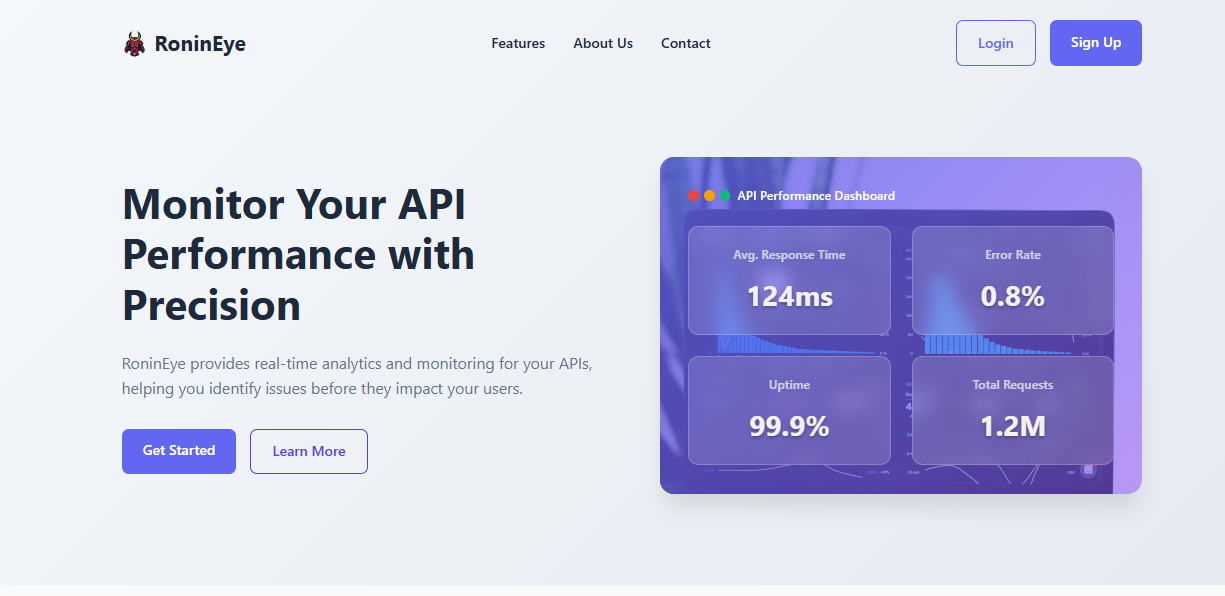 RoninEye
Features
About Us
Contact
Login
Sign Up
Monitor Your API
Performance with
Precision
RoninEye provides real-time analytics and monitoring for your APIs,
helping you identify issues before they impact your users.
Get Started
Learn More
API Performance Dashboard
Avg. Response Time
124ms
Error Rate
0.8%
Uptime
99.9%
Total Requests
1.2M